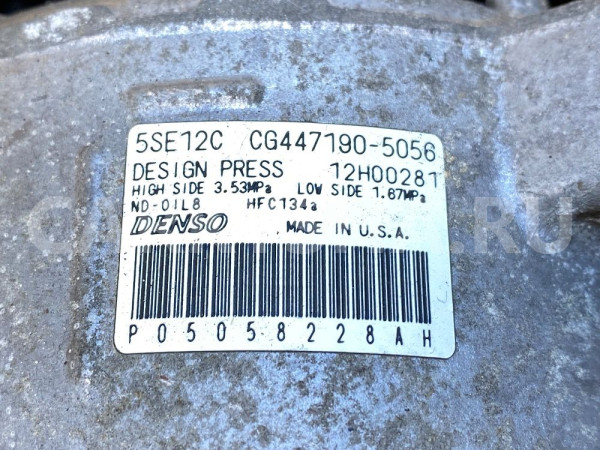 5SE12C CG447190-5056
DESIGN PRESS 12H00281
HIGH SIDE 3.53MPa LOW SIDE 1.67MPa
ND-OIL8 HFC134a
DENSO MADE IN U.S.A.
P05058228AH